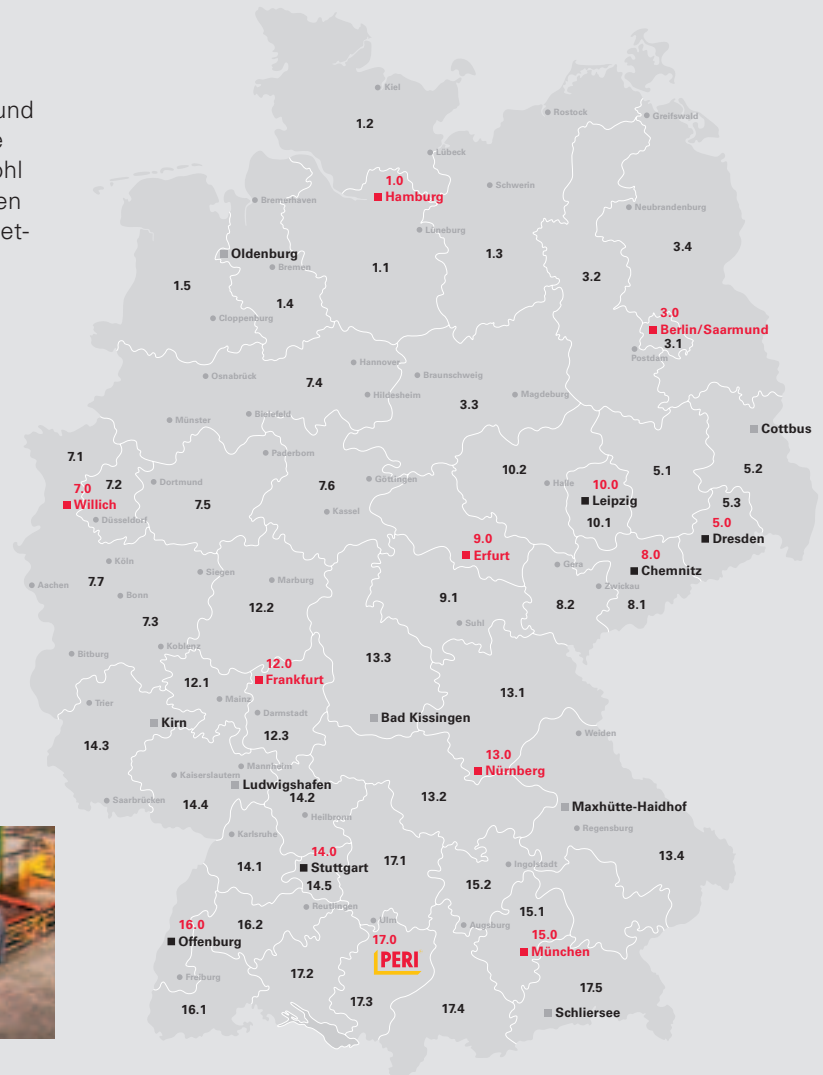 und
Kiel
Rostock
Greifswald
1.2
Lübeck
1.0
Hamburg
Schwerin
Bremerhaven
Neubrandenburg
Lüneburg
Oldenburg
1.3
3.4
Bremen
1.1
3.2
1.5
1.4
3.0
Cloppenburg
Berlin/Saarmund
3.1
Postdam
Hannover
Osnabrück
7.4
Braunschweig
Hildesheim
3.3
Magdeburg
Münster
Bielefeld
Cottbus
Paderborn
7.1
10.2
5.1
5.2
7.2
Dortmund
7.6
Göttingen
Halle
10.0
7.0
Willich
7.5
Leipzig
5.3
Kassel
Düsseldorf
10.1
5.0
9.0
Dresden
Erfurt
8.0
Köln
Gera
Chemnitz
Siegen
Marburg
Aachen
7.7
Zwickau
Bonn
9.1
8.2
8.1
12.2
7.3
Suhl
Koblenz
Bitburg
13.3
12.0
Frankfurt
12.1
13.1
Trier
Mainz
Darmstadt
Bad Kissingen
Kirn
12.3
Weiden
14.3
13.0
Mannheim
Nürnberg
Kaiserslautern
Ludwigshafen
14.2
13.2
Saarbrücken
14.4
Maxhütte-Haidhof
Heilbronn
Regensburg
Karlsruhe
14.0
17.1
13.4
14.1
Stuttgart
Ingolstadt
14.5
15.2
Reutlingen
15.1
16.0
16.2
Ulm
Augsburg
15.0
Offenburg
17.0
München
PERI
Freiburg
17.2
17.5
16.1
17.3
17.4
Schliersee